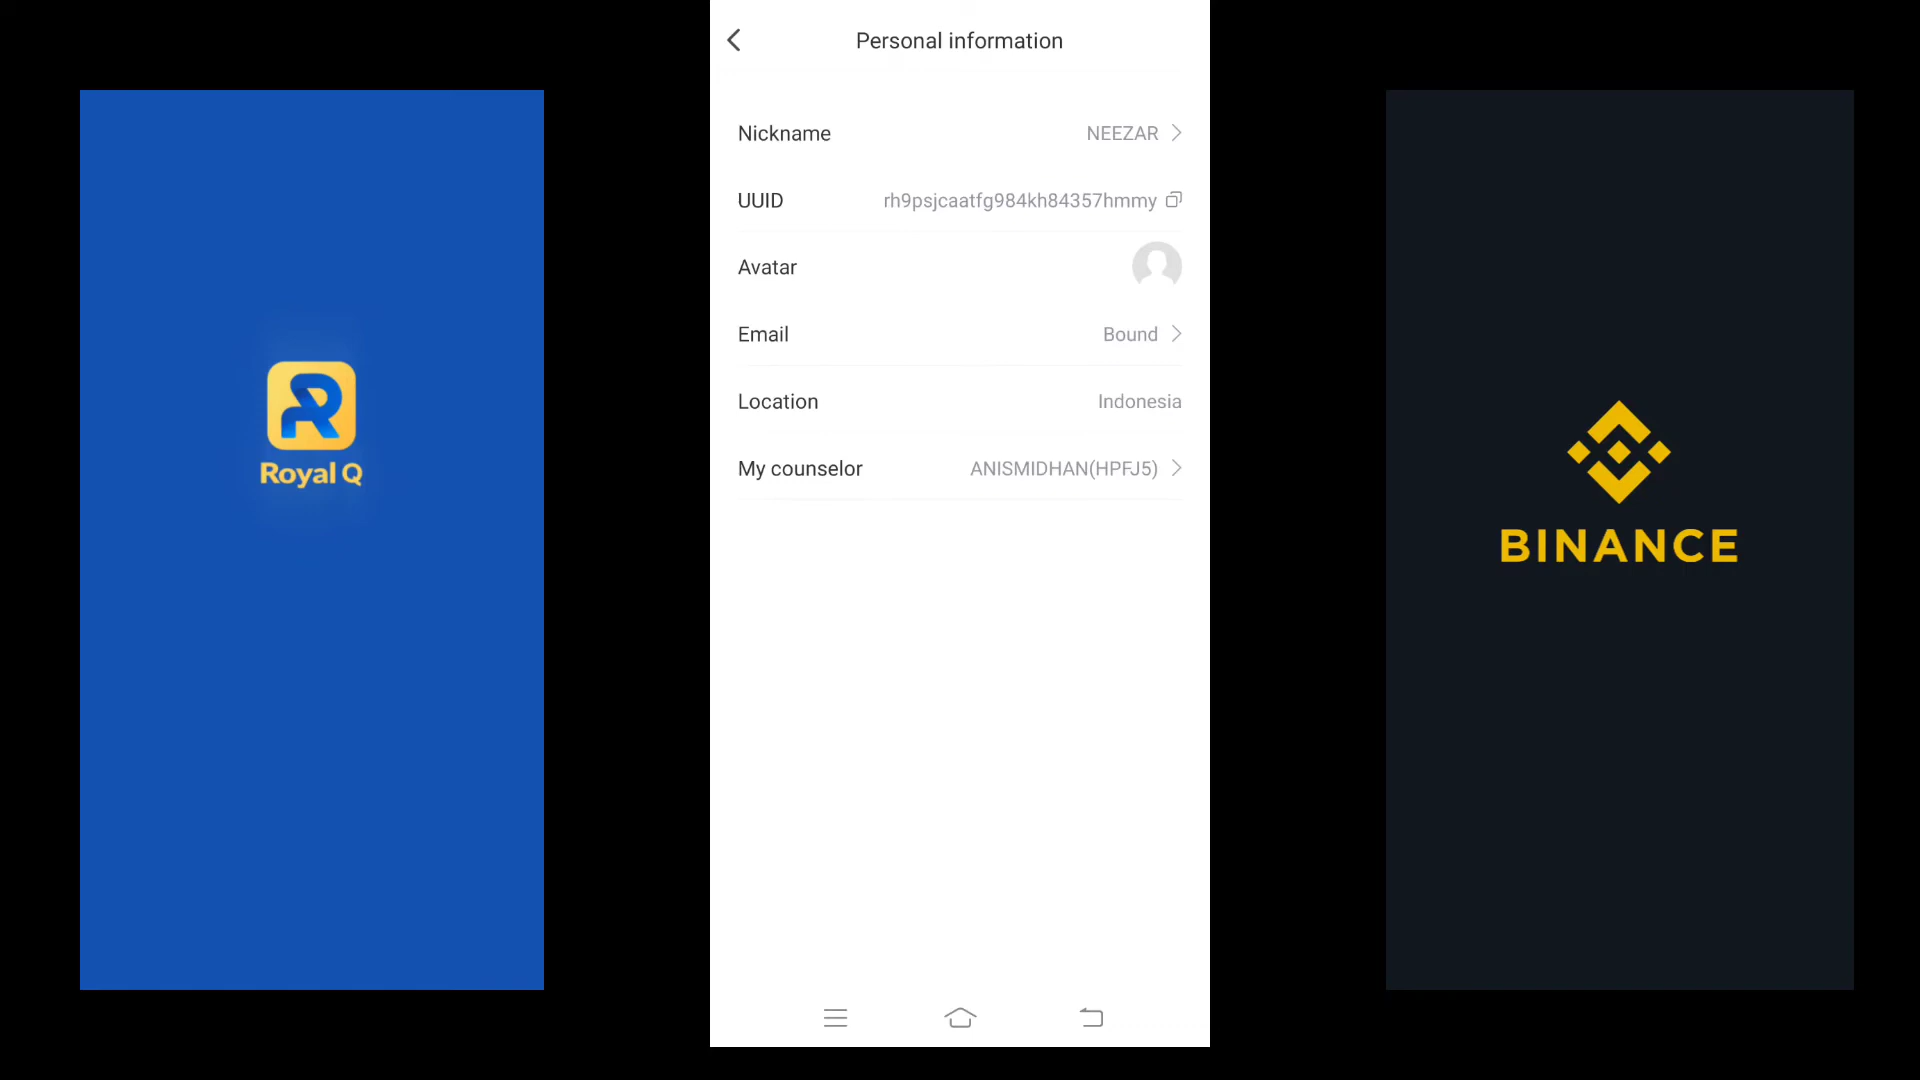 Royal Q
Personal information
Nickname NEEZAR
UUID rh9psjcaatfg984kh84357hmmy
Avatar
Email Bound
Location Indonesia
My counselor ANISMIDHAN(HPFJ5)
BINANCE